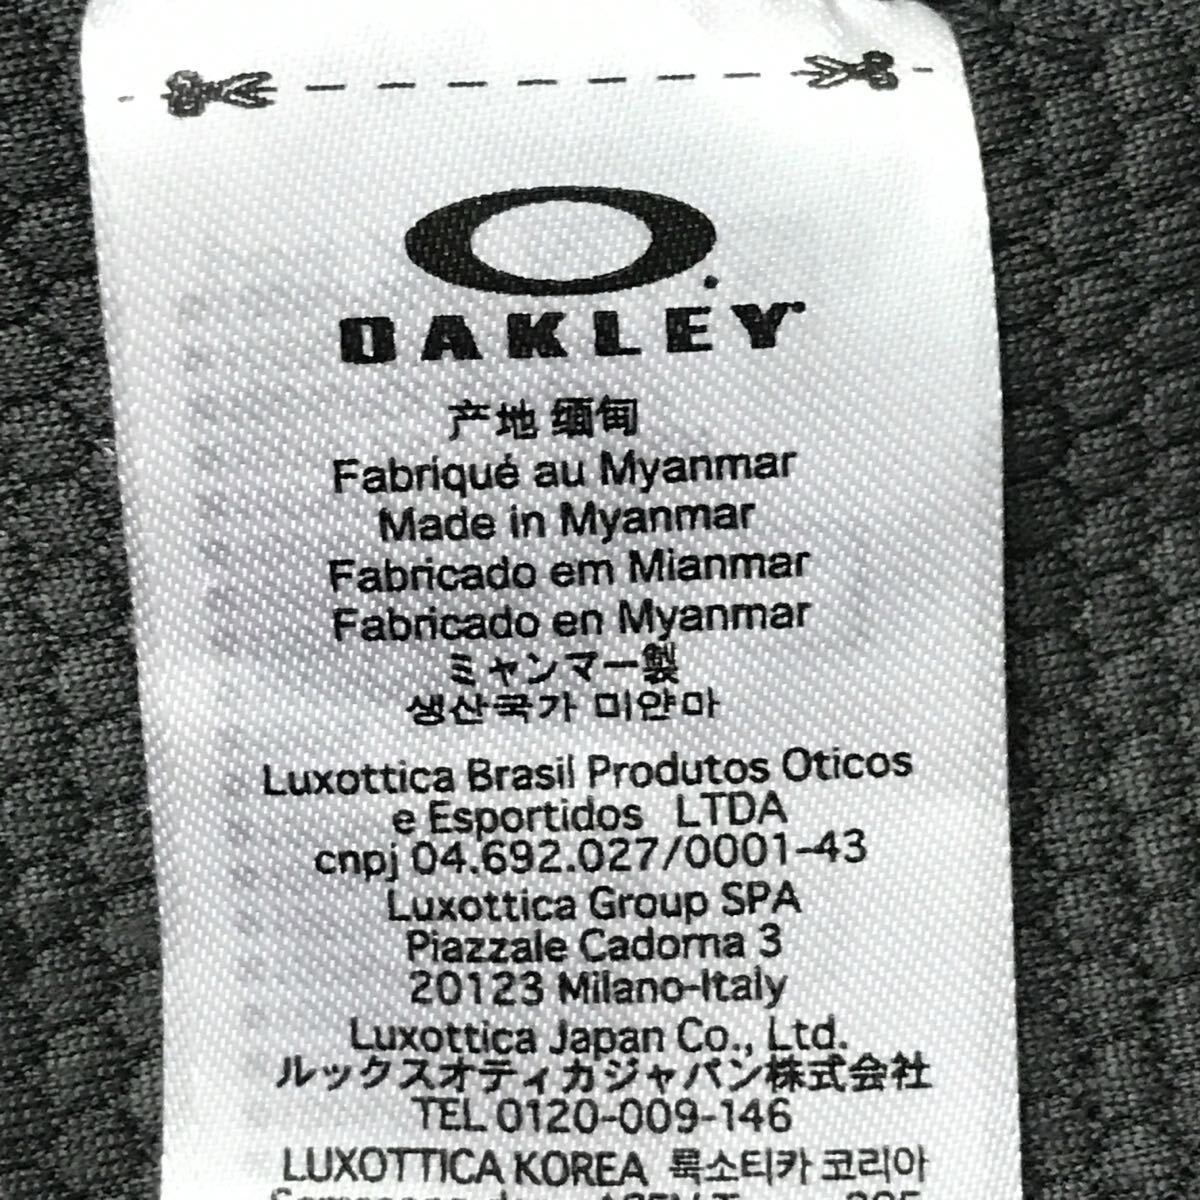 OAKLEY
产地 缅甸
Fabriqué au Myanmar
Made in Myanmar
Fabricado em Mianmar
Fabricado en Myanmar
ミャンマー製
생산국가 미얀마
Luxottica Brasil Produtos Oticos
e Esportidos LTDA
cnpj 04.692.027/0001-43
Luxottica Group SPA
Piazzale Cadorna 3
20123 Milano-Italy
Luxottica Japan Co., Ltd.
ルックスオティカジャパン株式会社
TEL 0120-009-146
LUXOTTICA KOREA 룩소티카 코리아